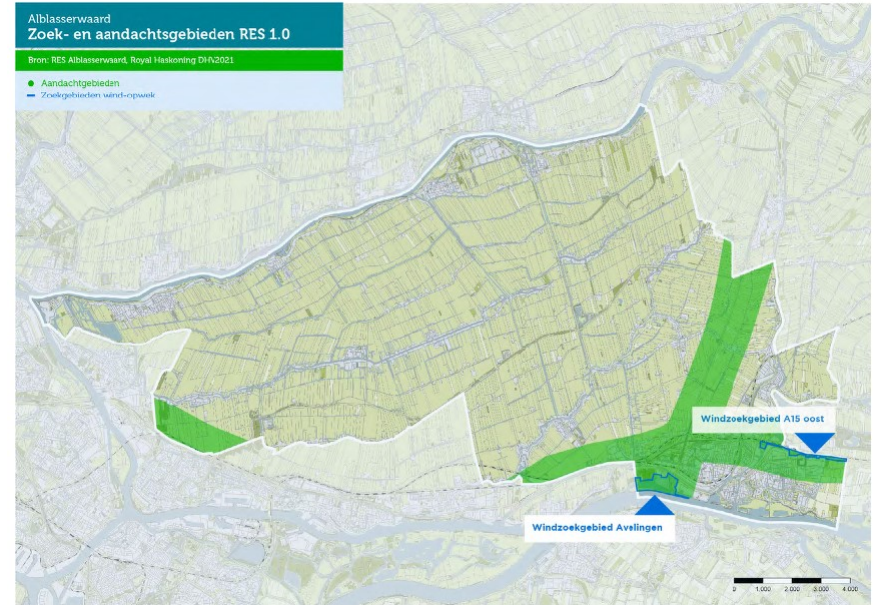 Alblasserwaard
Zoek- en aandachtsgebieden RES 1.0
Bron: RES Alblasserwaard, Royal Haskoning DHV2021
Aandachtgebieden
Zoekgebieden wind-opwek
Windzoekgebied A15 oost
Windzoekgebied Avelingen
0 1.000 2.000 3.000 4.000